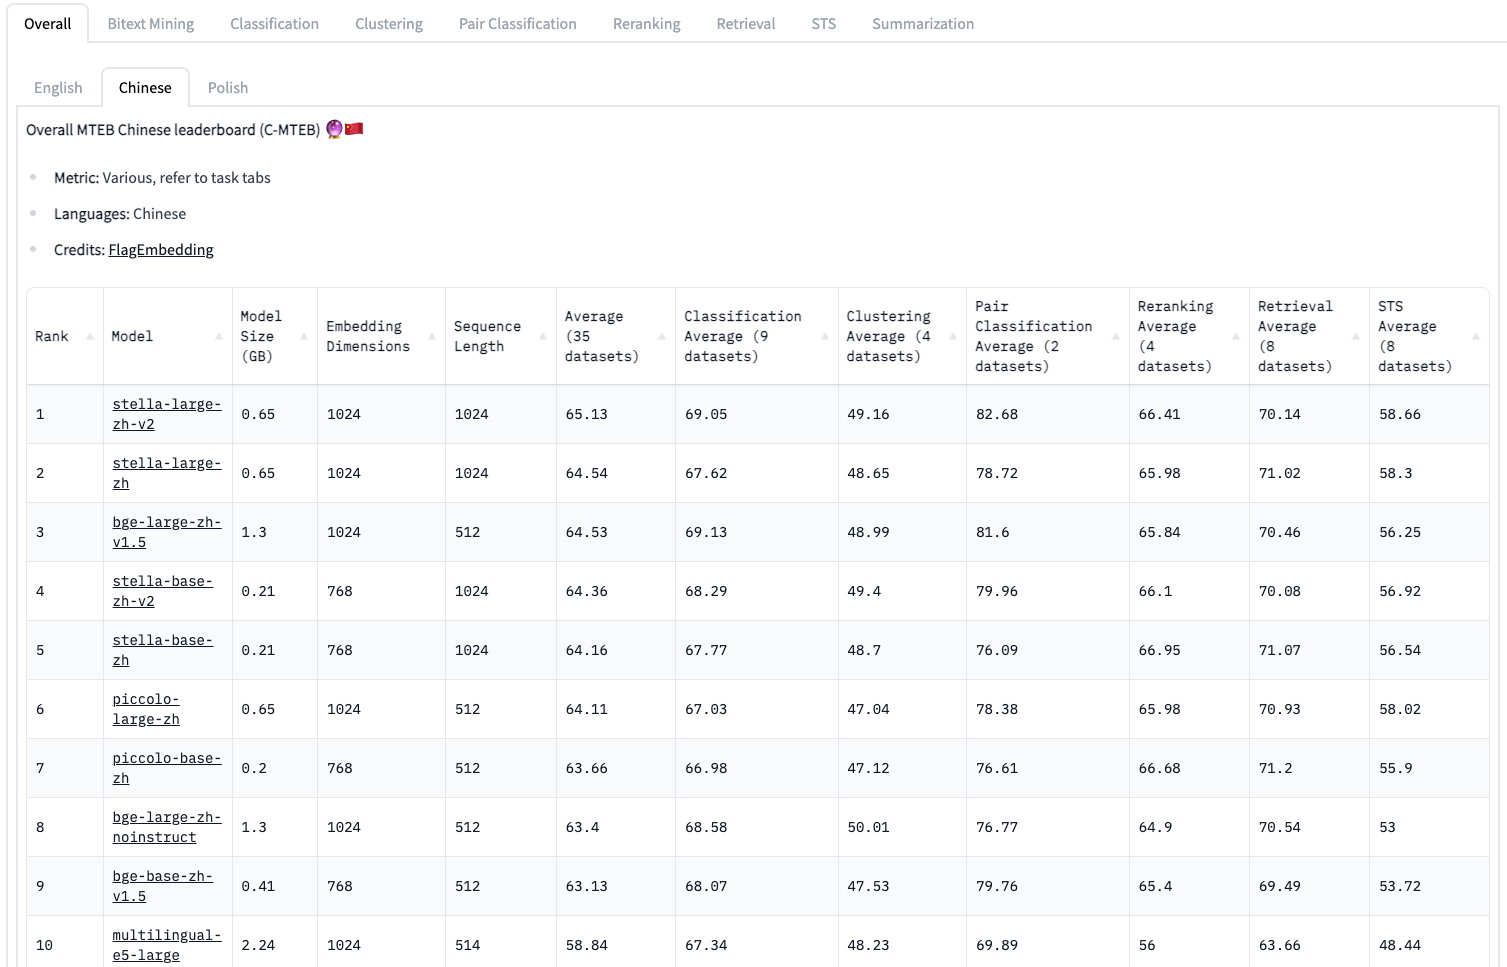 Overall Bitext Mining Classification Clustering Pair Classification Reranking Retrieval STS Summarization
English Chinese Polish
Overall MTEB Chinese leaderboard (C-MTEB) 🔮🇨🇳
Metric: Various, refer to task tabs
Languages: Chinese
Credits: FlagEmbedding
Rank Model Model Size (GB) Embedding Dimensions Sequence Length Average (35 datasets) Classification Average (9 datasets) Clustering Average (4 datasets) Pair Classification Average (2 datasets) Reranking Average (4 datasets) Retrieval Average (8 datasets) STS Average (8 datasets)
1 stella-large-zh-v2 0.65 1024 1024 65.13 69.05 49.16 82.68 66.41 70.14 58.66
2 stella-large-zh 0.65 1024 1024 64.54 67.62 48.65 78.72 65.98 71.02 58.3
3 bge-large-zh-v1.5 1.3 1024 512 64.53 69.13 48.99 81.6 65.84 70.46 56.25
4 stella-base-zh-v2 0.21 768 1024 64.36 68.29 49.4 79.96 66.1 70.08 56.92
5 stella-base-zh 0.21 768 1024 64.16 67.77 48.7 76.09 66.95 71.07 56.54
6 piccolo-large-zh 0.65 1024 512 64.11 67.03 47.04 78.38 65.98 70.93 58.02
7 piccolo-base-zh 0.2 768 512 63.66 66.98 47.12 76.61 66.68 71.2 55.9
8 bge-large-zh-noinstruct 1.3 1024 512 63.4 68.58 50.01 76.77 64.9 70.54 53
9 bge-base-zh-v1.5 0.41 768 512 63.13 68.07 47.53 79.76 65.4 69.49 53.72
10 multilingual-e5-large 2.24 1024 514 58.84 67.34 48.23 69.89 56 63.66 48.44